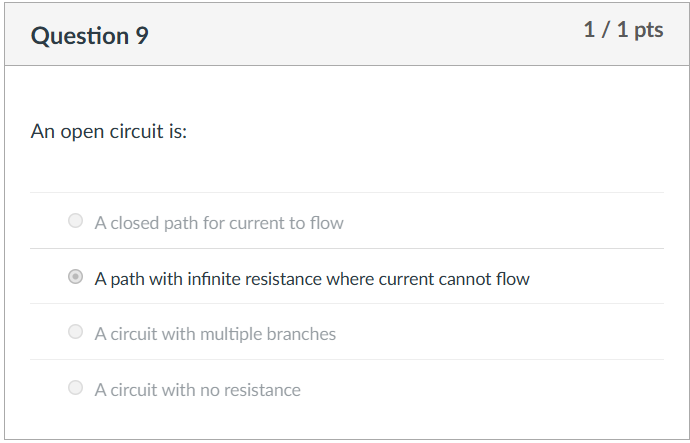 Question 9
1 / 1 pts
An open circuit is:
A closed path for current to flow
A path with infinite resistance where current cannot flow
A circuit with multiple branches
A circuit with no resistance